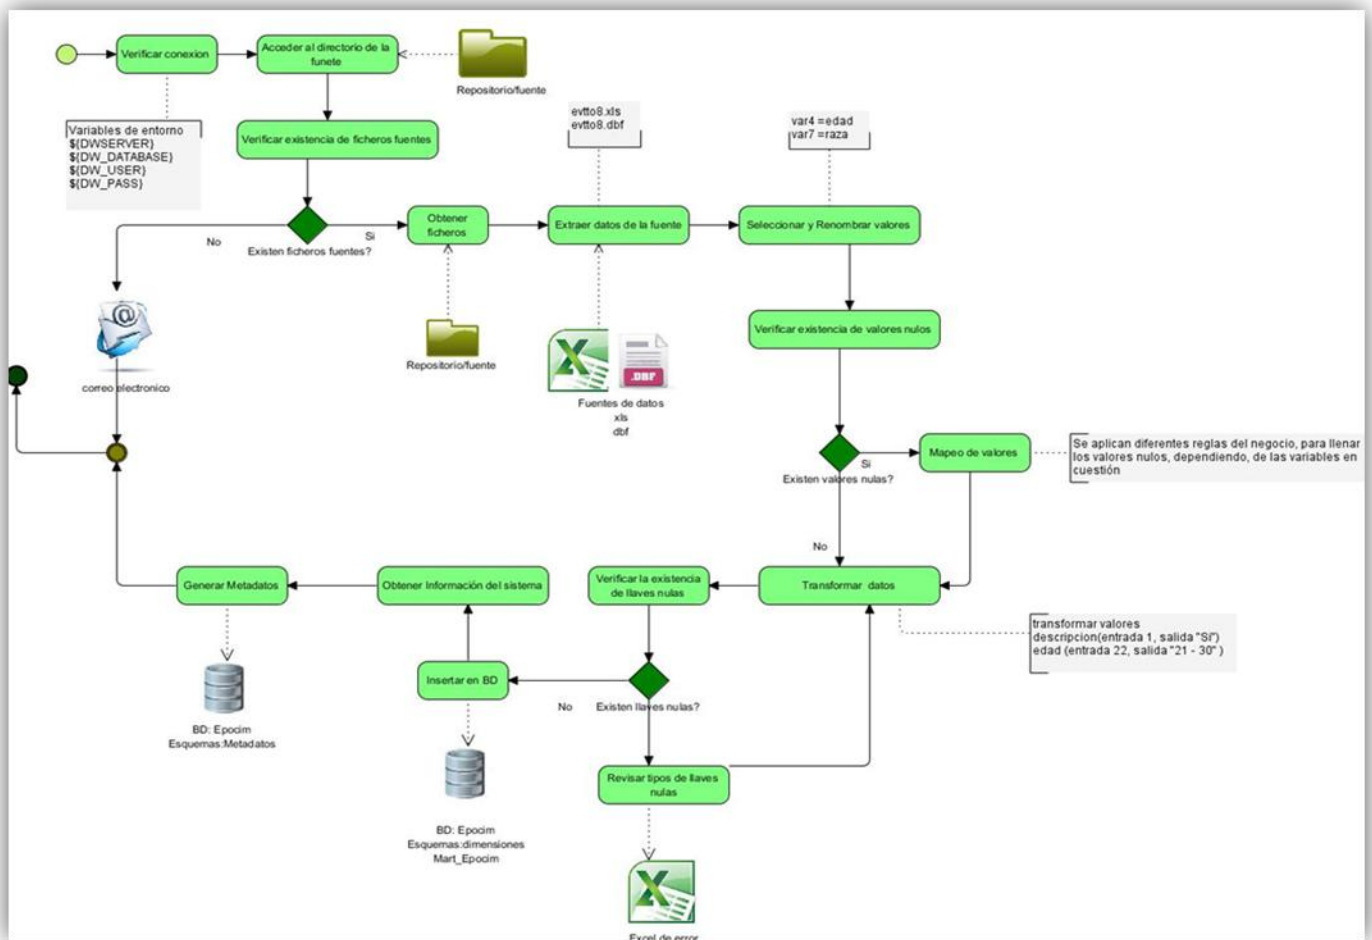 Verificar conexion
Acceder al directorio de la
funete
Repositorio/fuente
Variables de entorno
${DWSERVER}
${DW_DATABASE}
${DW_USER}
${DW_PASS}
Verificar existencia de ficheros fuentes
evtto8.xls
evtto8.dbf
var4 =edad
var7 =raza
No
Existen ficheros fuentes?
Si
Obtener
ficheros
Extraer datos de la fuente
Seleccionar y Renombrar valores
Repositorio/fuente
Fuentes de datos
xls
dbf
.DBF
Verificar existencia de valores nulos
correo electronico
Existen valores nulas?
Si
Mapeo de valores
Se aplican diferentes reglas del negocio, para llenar
los valores nulos, dependiendo, de las variables en
cuestión
No
Generar Metadatos
Obtener Información del sistema
Verificar la existencia
de llaves nulas
Transformar datos
transformar valores
descripcion(entrada 1, salida "Si")
edad (entrada 22, salida "21 - 30" )
Insertar en BD
No
Existen llaves nulas?
BD: Epocim
Esquemas:Metadatos
Revisar tipos de llaves
nulas
BD: Epocim
Esquemas:dimensiones
Mart_Epocim
Excel de error